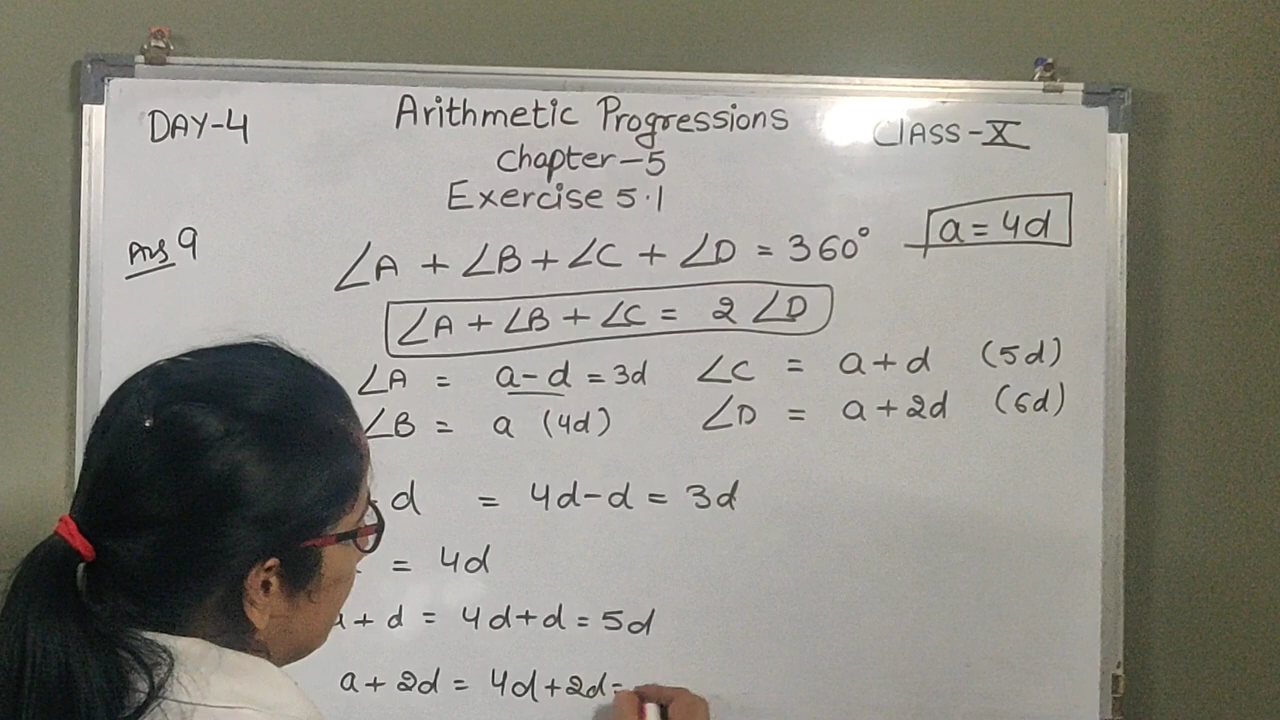 DAY-4
Arithmetic Progressions
CLASS-X
Chapter-5
Exercise 5.1
a = 4d
Ans 9
∠A + ∠B + ∠C + ∠D = 360°
∠A + ∠B + ∠C = 2 ∠D
∠A = a-d = 3d ∠C = a+d (5d)
∠B = a (4d) ∠D = a+2d (6d)
d = 4d-d = 3d
= 4d
a + d = 4d+d = 5d
a + 2d = 4d+2d=